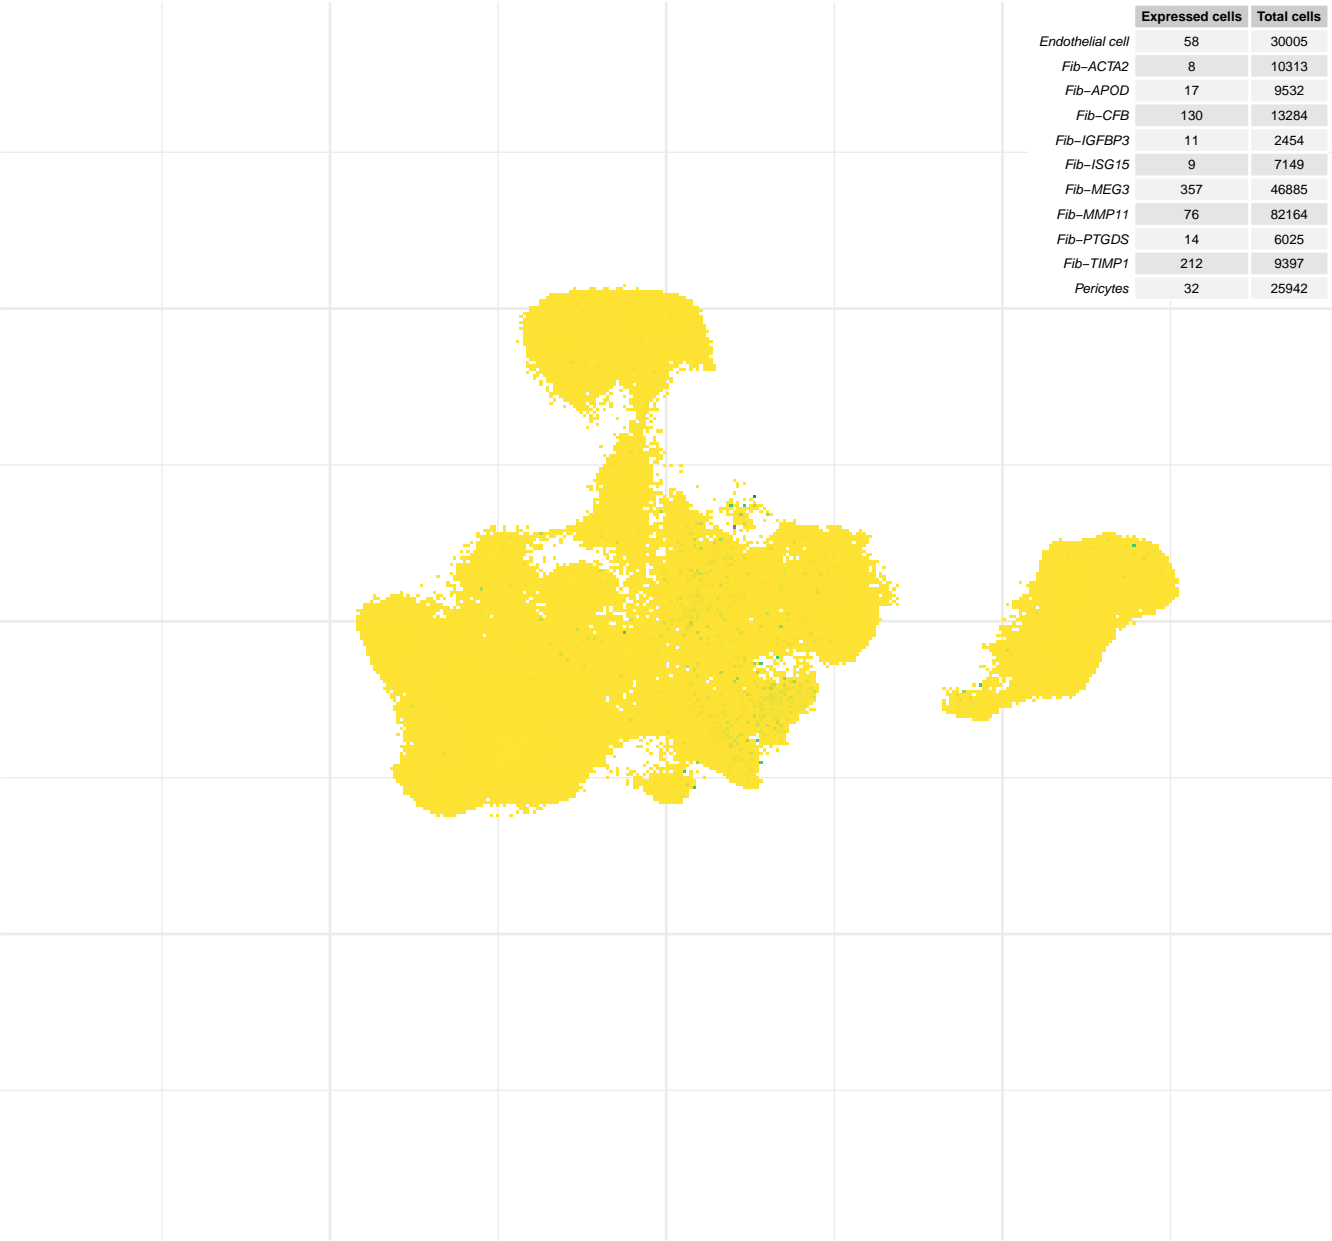 Expressed cells Total cells
Endothelial cell 58 30005
Fib−ACTA2 8 10313
Fib−APOD 17 9532
Fib−CFB 130 13284
Fib−IGFBP3 11 2454
Fib−ISG15 9 7149
Fib−MEG3 357 46885
Fib−MMP11 76 82164
Fib−PTGDS 14 6025
Fib−TIMP1 212 9397
Pericytes 32 25942